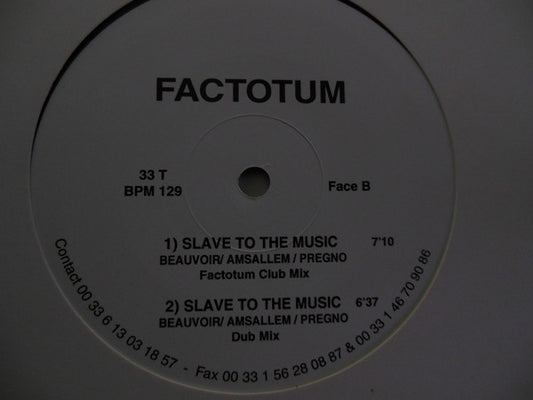 FACTOTUM
33 T
BPM 129
Face B
1) SLAVE TO THE MUSIC 7'10
BEAUVOIR/ AMSALLEM / PREGNO
Factotum Club Mix
2) SLAVE TO THE MUSIC 6'37
BEAUVOIR/ AMSALLEM / PREGNO
Dub Mix
Contact 00 33 6 13 03 18 57 - Fax 00 33 1 56 28 08 87 & 00 33 1 46 70 90 86